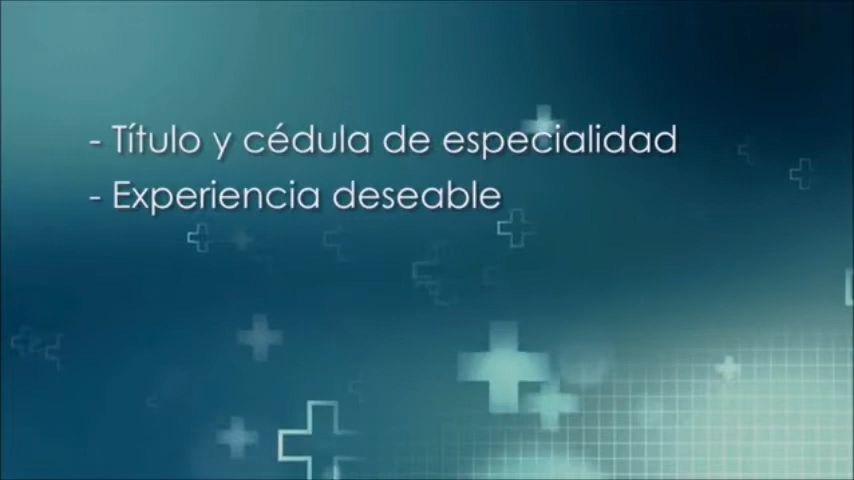 - Título y cédula de especialidad
- Experiencia deseable